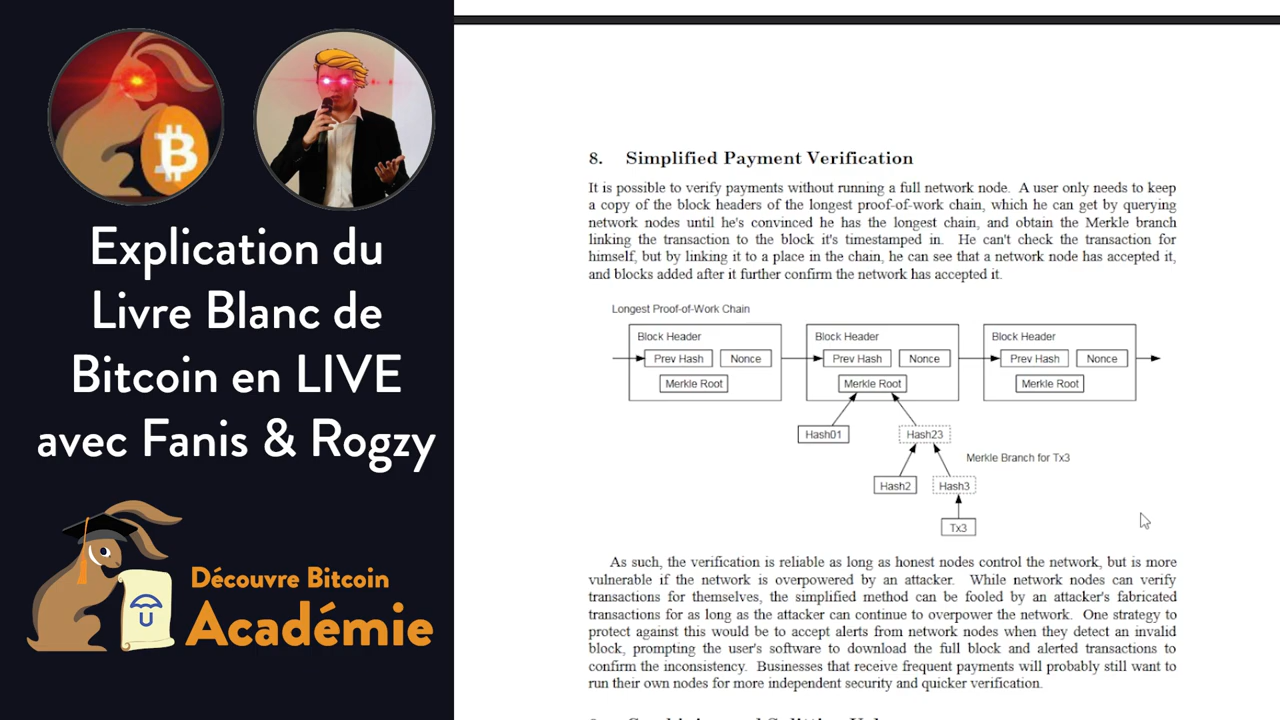 Explication du
Livre Blanc de
Bitcoin en LIVE
avec Fanis & Rogzy
Découvre Bitcoin
Académie
8. Simplified Payment Verification
It is possible to verify payments without running a full network node. A user only needs to keep
a copy of the block headers of the longest proof-of-work chain, which he can get by querying
network nodes until he's convinced he has the longest chain, and obtain the Merkle branch
linking the transaction to the block it's timestamped in. He can't check the transaction for
himself, but by linking it to a place in the chain, he can see that a network node has accepted it,
and blocks added after it further confirm the network has accepted it.
Longest Proof-of-Work Chain
Block Header
Prev Hash
Nonce
Merkle Root
Block Header
Prev Hash
Nonce
Merkle Root
Block Header
Prev Hash
Nonce
Merkle Root
Hash01
Hash23
Merkle Branch for Tx3
Hash2
Hash3
Tx3
As such, the verification is reliable as long as honest nodes control the network, but is more
vulnerable if the network is overpowered by an attacker. While network nodes can verify
transactions for themselves, the simplified method can be fooled by an attacker's fabricated
transactions for as long as the attacker can continue to overpower the network. One strategy to
protect against this would be to accept alerts from network nodes when they detect an invalid
block, prompting the user's software to download the full block and alerted transactions to
confirm the inconsistency. Businesses that receive frequent payments will probably still want to
run their own nodes for more independent security and quicker verification.